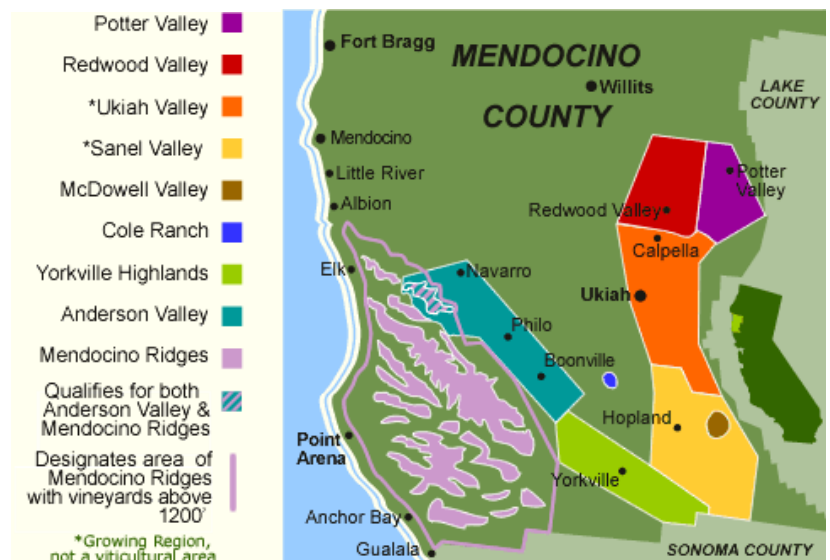 Potter Valley
Redwood Valley
*Ukiah Valley
*Sanel Valley
McDowell Valley
Cole Ranch
Yorkville Highlands
Anderson Valley
Mendocino Ridges
Qualifies for both
Anderson Valley &
Mendocino Ridges
Designates area of
Mendocino Ridges
with vineyards above
1200'
*Growing Region,
not a viticultural area
Fort Bragg
MENDOCINO
COUNTY
Willits
LAKE
COUNTY
Mendocino
Little River
Albion
Potter
Valley
Redwood Valley
Calpella
Elk
Navarro
Ukiah
Philo
Boonville
Hopland
Point
Arena
Yorkville
Anchor Bay
Gualala
SONOMA COUNTY